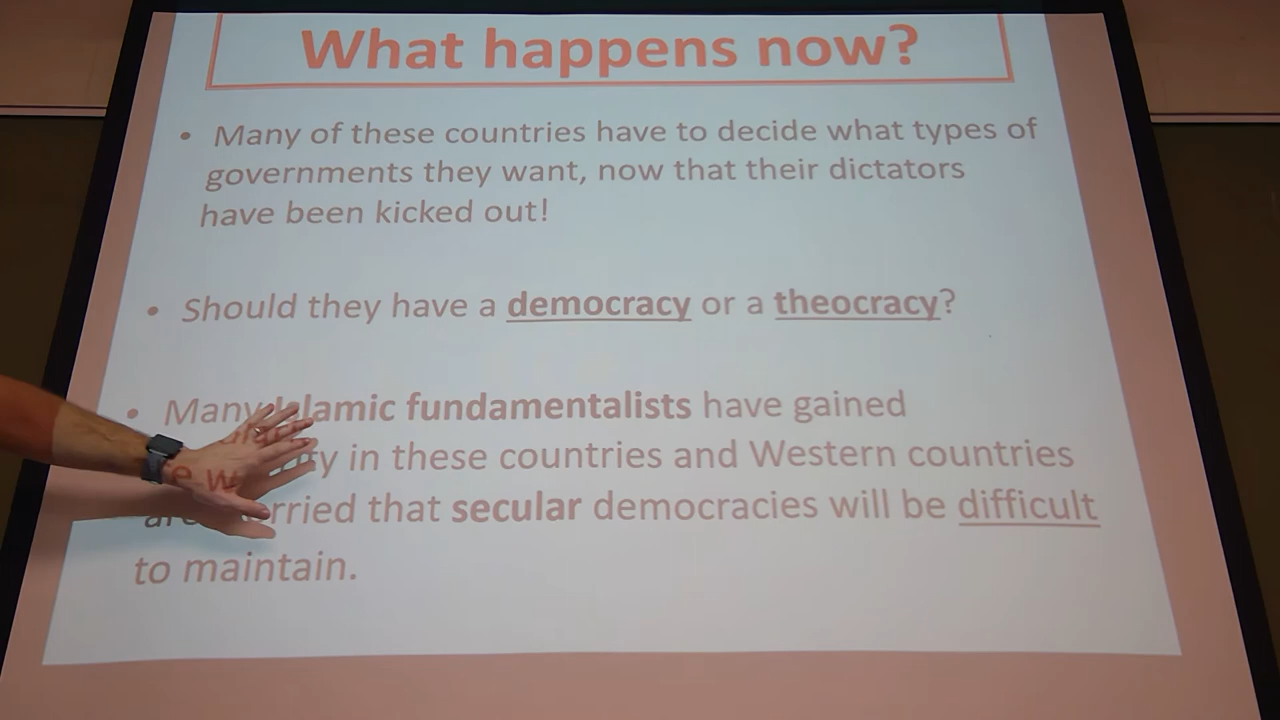 What happens now?
• Many of these countries have to decide what types of
governments they want, now that their dictators
have been kicked out!
• Should they have a democracy or a theocracy?
• Many Islamic fundamentalists have gained
in these countries and Western countries
are worried that secular democracies will be difficult
to maintain.